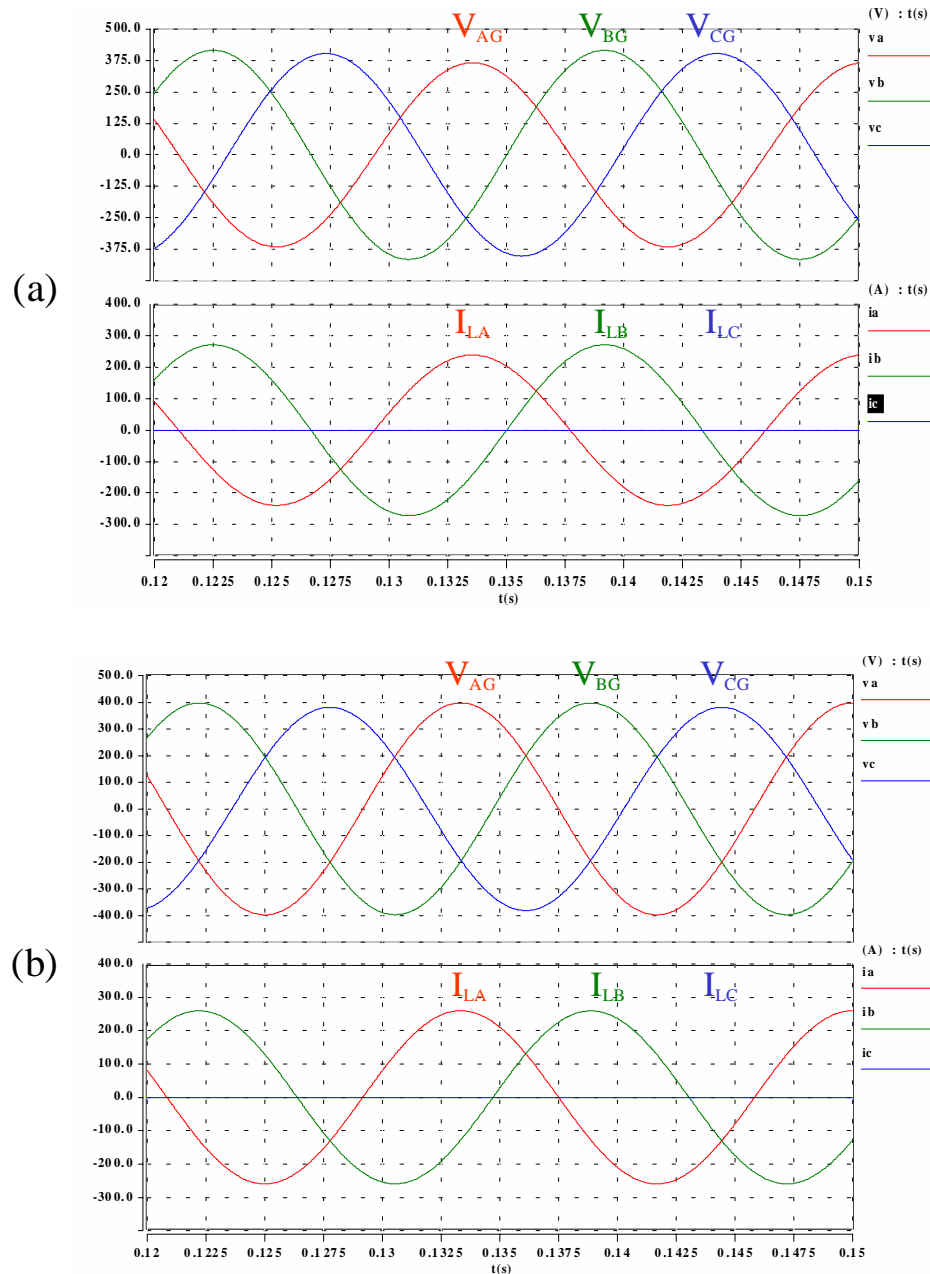 V_AG V_BG V_CG
(V) : t(s)
va
vb
vc
500.0
375.0
250.0
125.0
0.0
-125.0
-250.0
-375.0
(a)
I_LA I_LB I_LC
(A) : t(s)
ia
ib
ic
400.0
300.0
200.0
100.0
0.0
-100.0
-200.0
-300.0
0.12 0.1225 0.125 0.1275 0.13 0.1325 0.135 0.1375 0.14 0.1425 0.145 0.1475 0.15
t(s)
V_AG V_BG V_CG
(V) : t(s)
va
vb
vc
500.0
400.0
300.0
200.0
100.0
0.0
-100.0
-200.0
-300.0
-400.0
(b)
I_LA I_LB I_LC
(A) : t(s)
ia
ib
ic
400.0
300.0
200.0
100.0
0.0
-100.0
-200.0
-300.0
0.12 0.1225 0.125 0.1275 0.13 0.1325 0.135 0.1375 0.14 0.1425 0.145 0.1475 0.15
t(s)